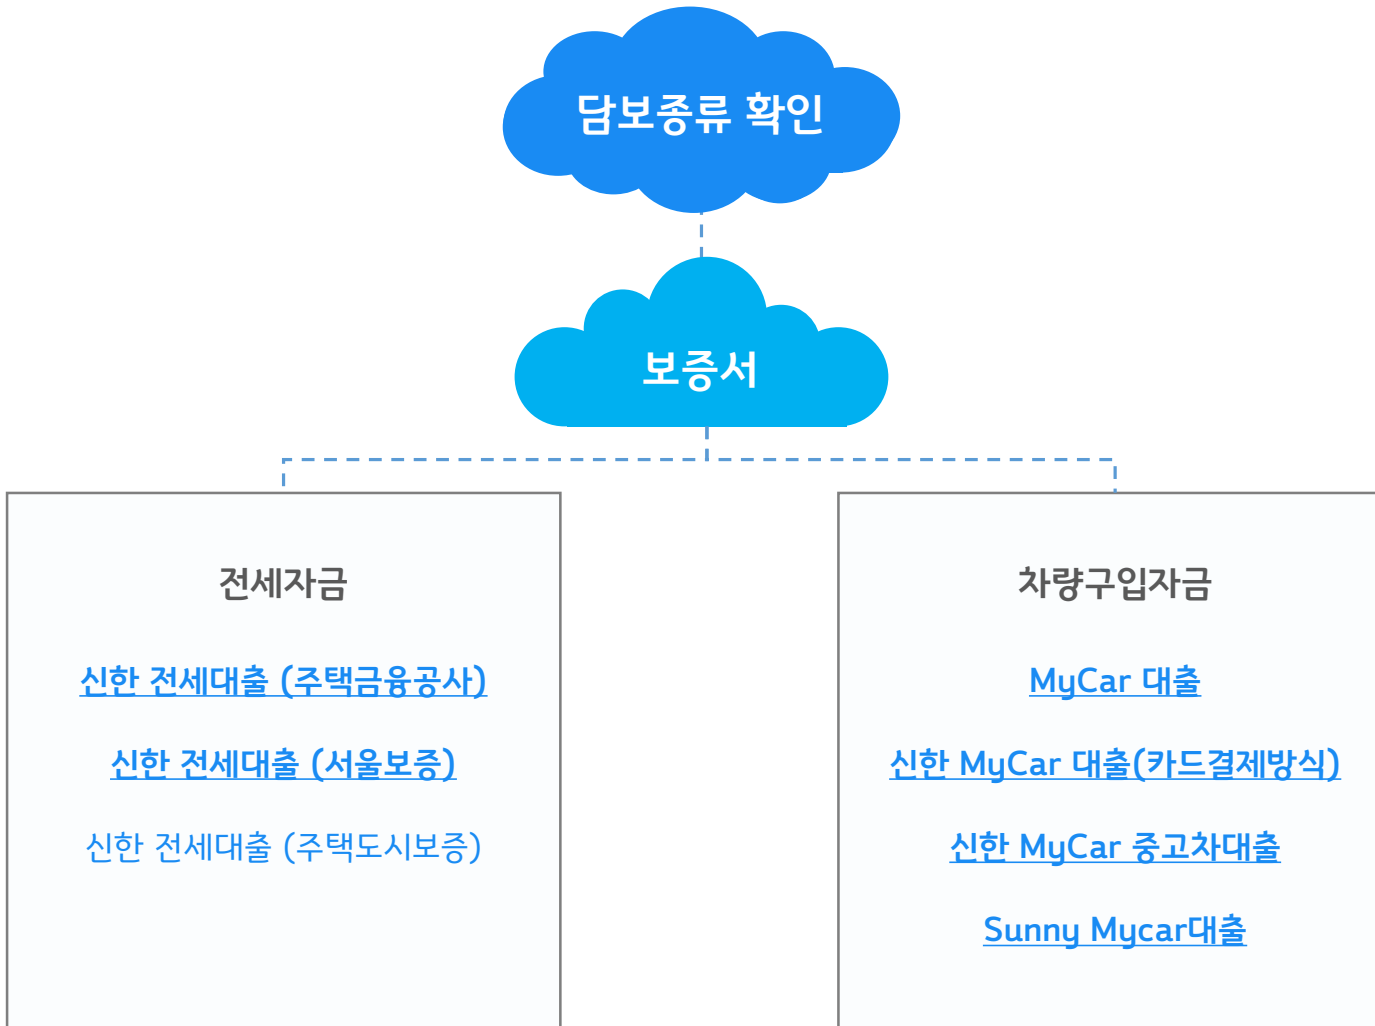 담보종류 확인
보증서
전세자금
신한 전세대출 (주택금융공사)
신한 전세대출 (서울보증)
신한 전세대출 (주택도시보증)
차량구입자금
MyCar 대출
신한 MyCar 대출(카드결제방식)
신한 MyCar 중고차대출
Sunny Mycar대출